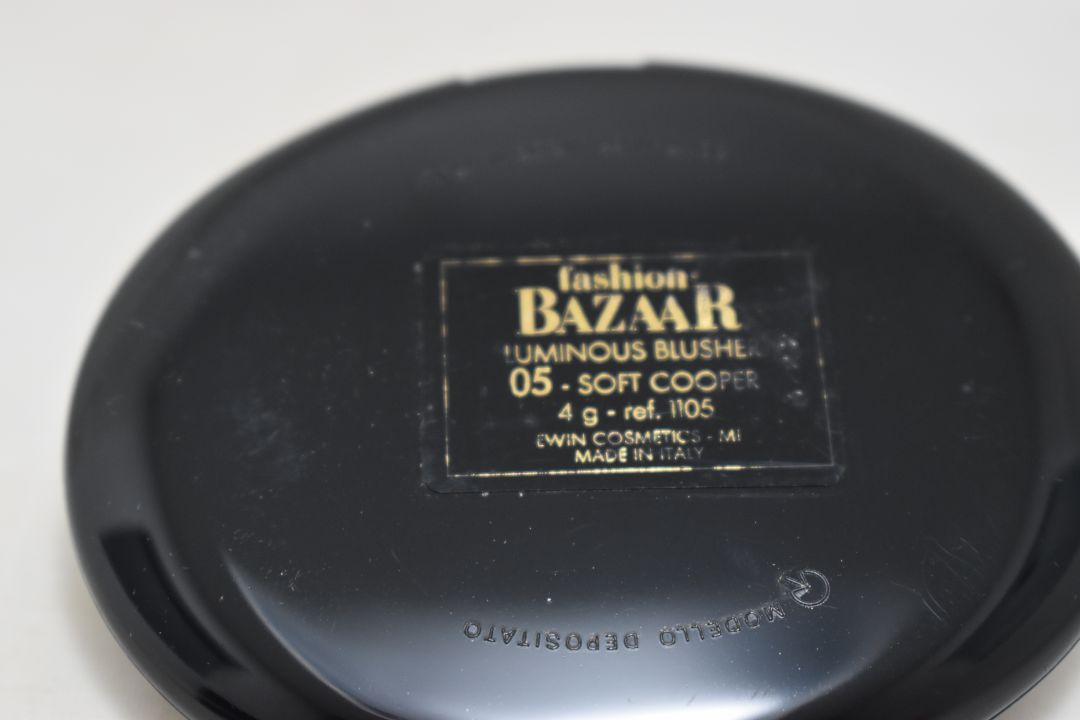 fashion
BAZAAR
LUMINOUS BLUSHER
05 - SOFT COOPER
4 g - ref. 1105
EWIN COSMETICS - MI
MADE IN ITALY
MODELLO DEPOSITATO